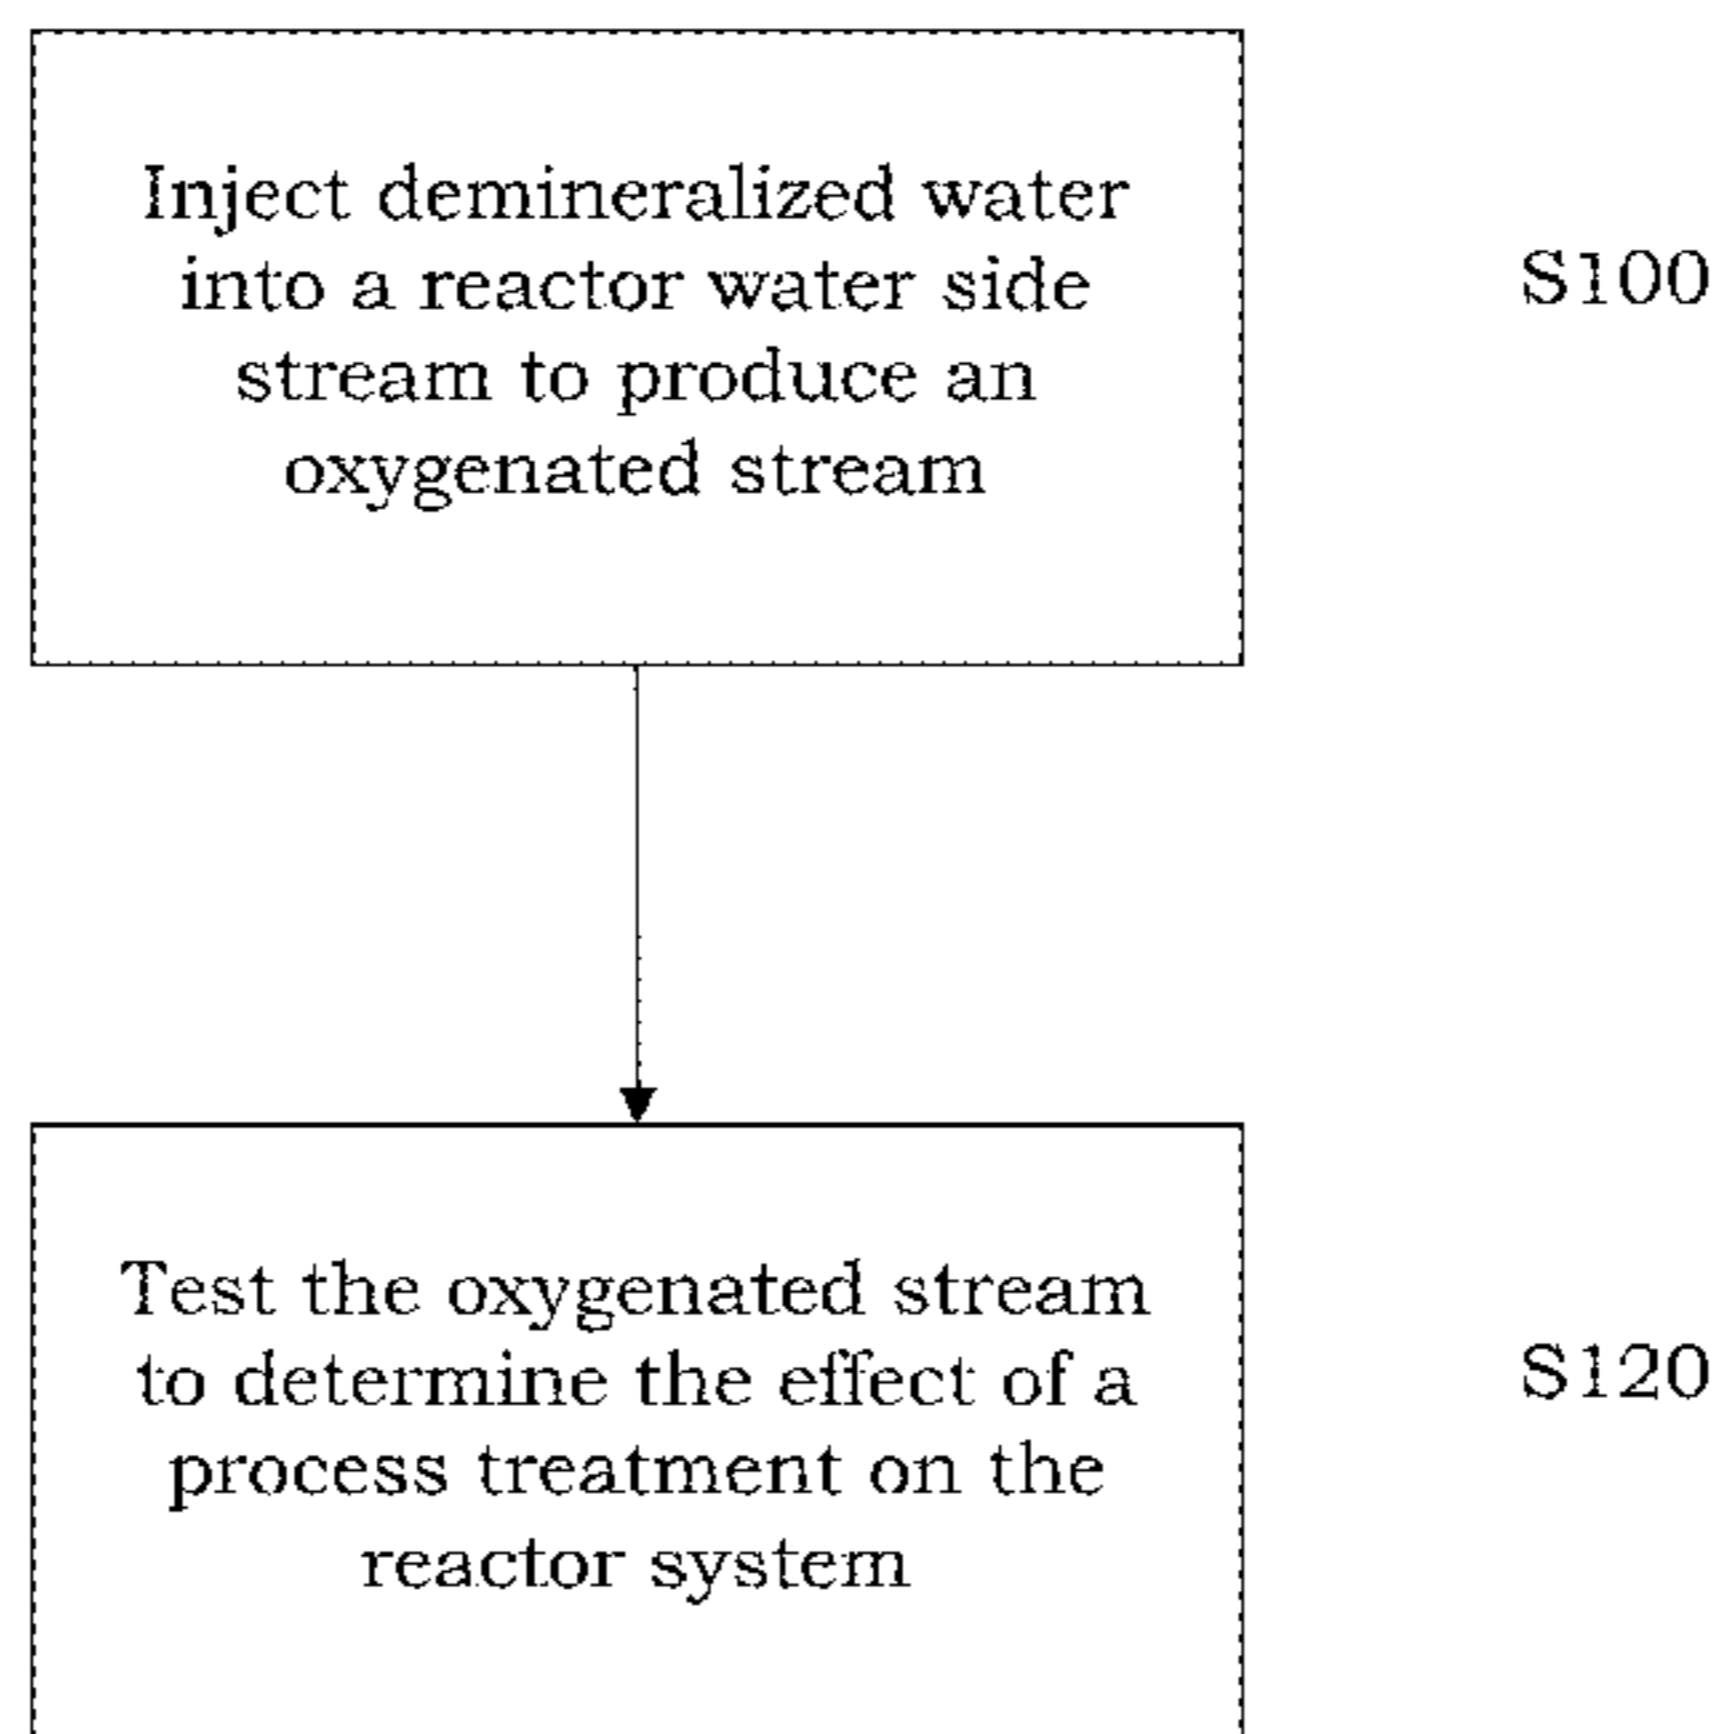 Inject demineralized water
into a reactor water side
stream to produce an
oxygenated stream
S100
Test the oxygenated stream
to determine the effect of a
process treatment on the
reactor system
S120